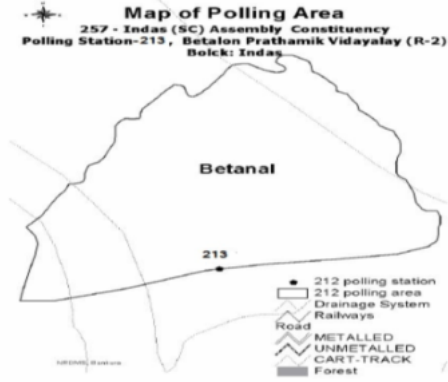 Map of Polling Area
257 - Indas (SC) Assembly Constituency
Polling Station-213, Betalon Prathamik Vidayalay (R-2)
Bolck: Indas
Betanal
213
212 polling station
212 polling area
Drainage System
Railways
Road
METALLED
UNMETALLED
CART-TRACK
Forest